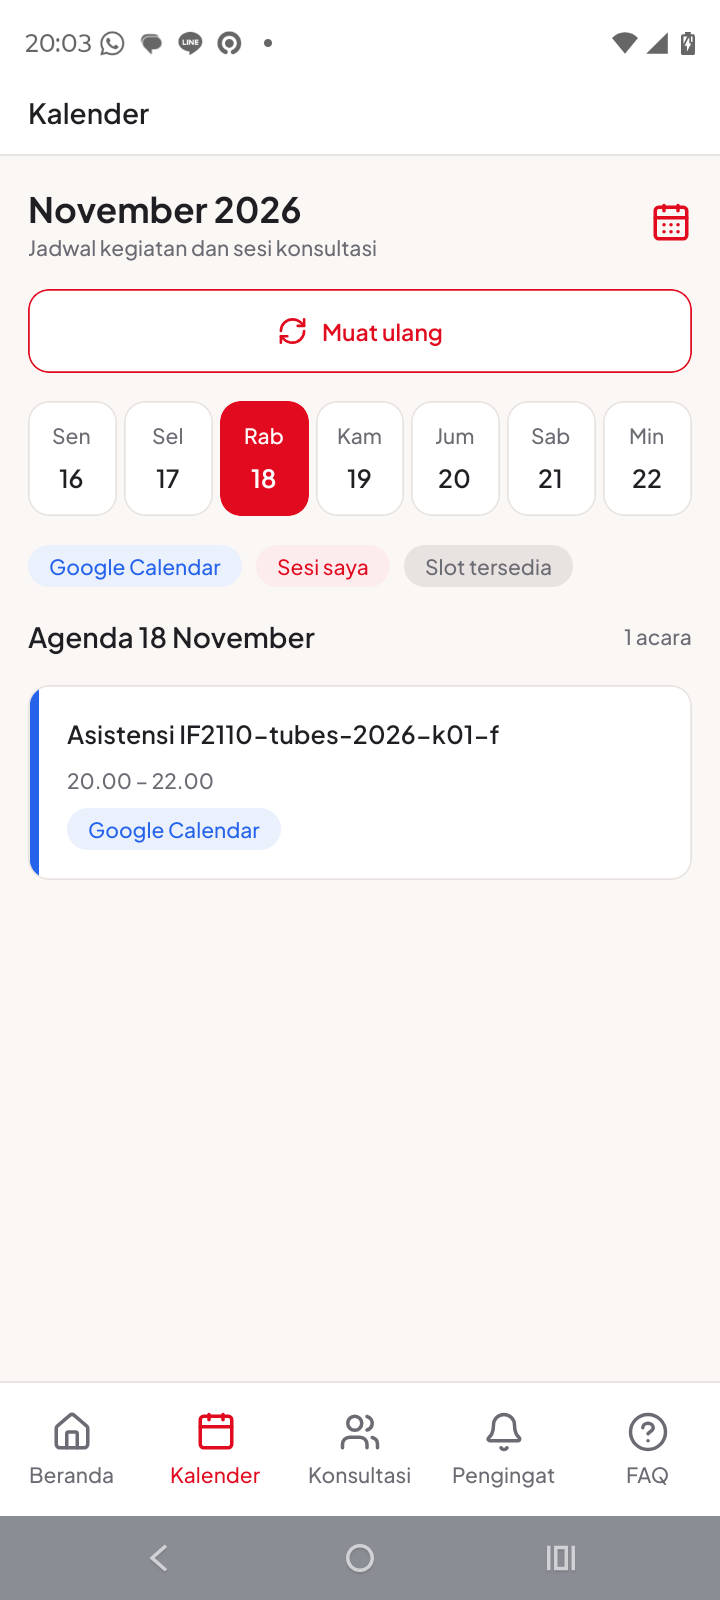 20:03
LINE
Kalender
November 2026
Jadwal kegiatan dan sesi konsultasi
Muat ulang
Sen Sel Rab Kam Jum Sab Min
16 17 18 19 20 21 22
Google Calendar Sesi saya Slot tersedia
Agenda 18 November 1 acara
Asistensi IF2110-tubes-2026-k01-f
20.00 – 22.00
Google Calendar
Beranda Kalender Konsultasi Pengingat FAQ